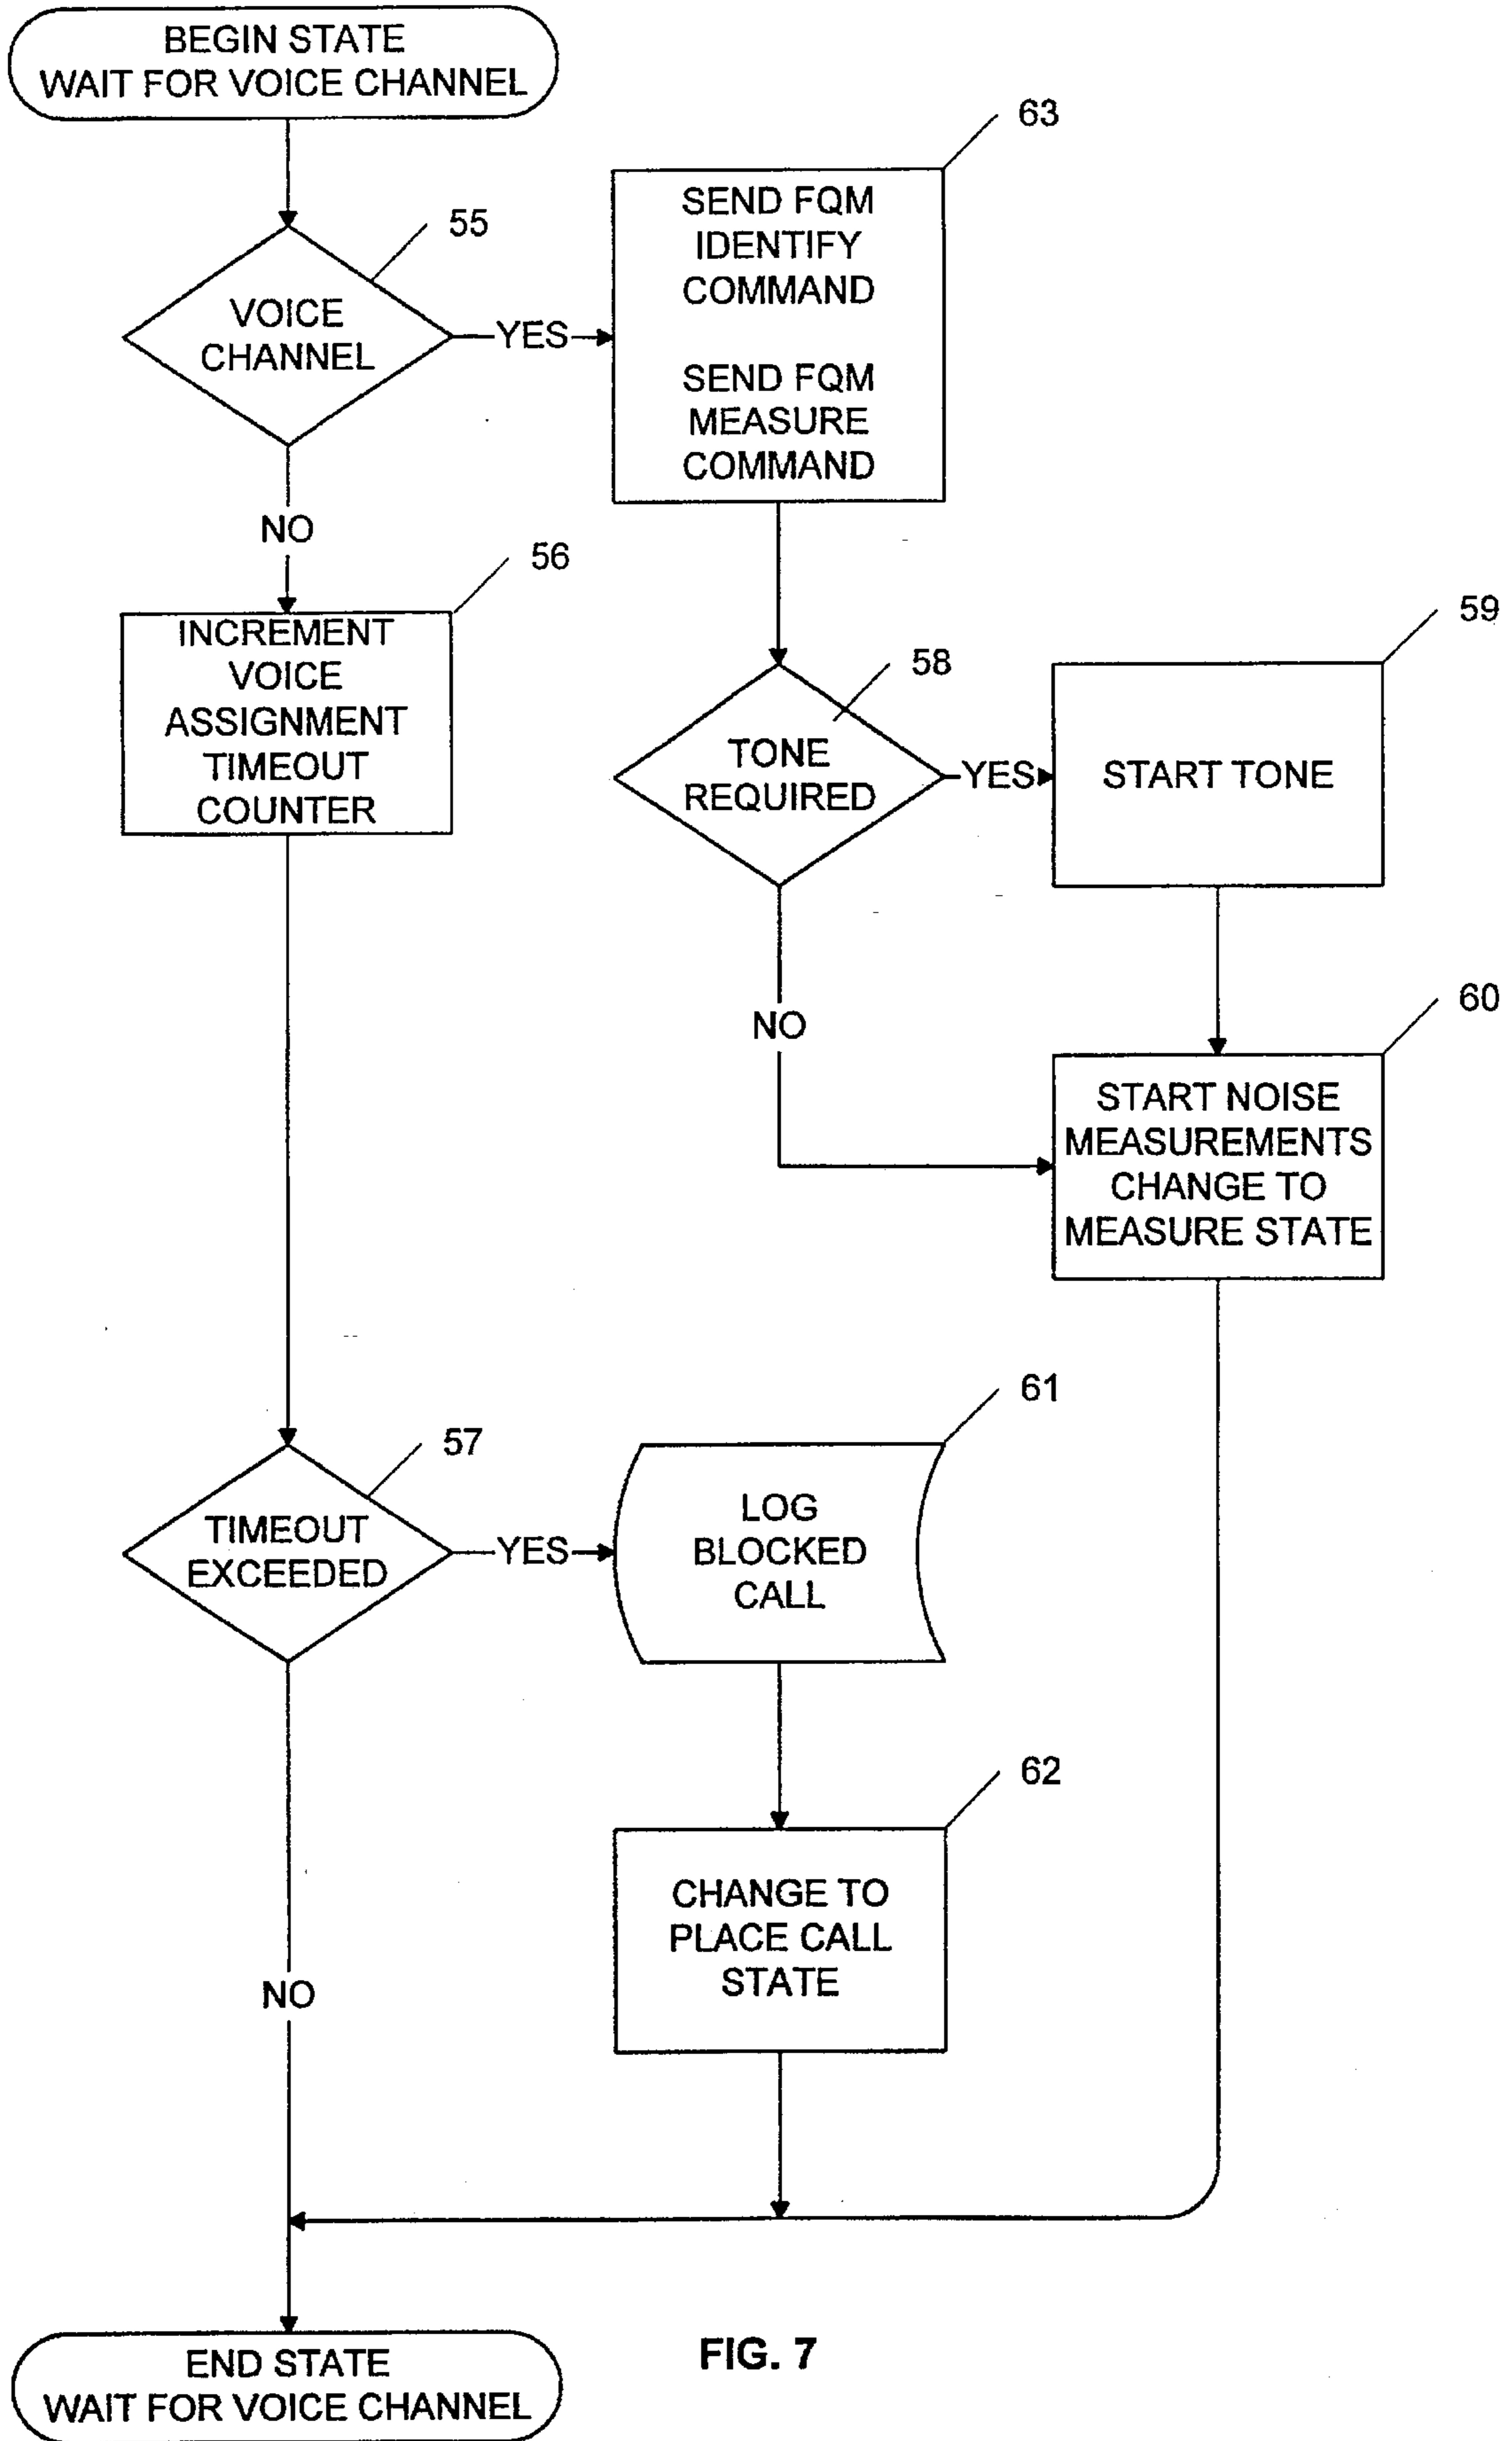 BEGIN STATE
WAIT FOR VOICE CHANNEL
63
SEND FQM
IDENTIFY
COMMAND
SEND FQM
MEASURE
COMMAND
55
VOICE
CHANNEL
YES
NO
56
INCREMENT
VOICE
ASSIGNMENT
TIMEOUT
COUNTER
58
TONE
REQUIRED
YES
59
START TONE
NO
60
START NOISE
MEASUREMENTS
CHANGE TO
MEASURE STATE
57
TIMEOUT
EXCEEDED
YES
61
LOG
BLOCKED
CALL
62
CHANGE TO
PLACE CALL
STATE
NO
END STATE
WAIT FOR VOICE CHANNEL
FIG. 7